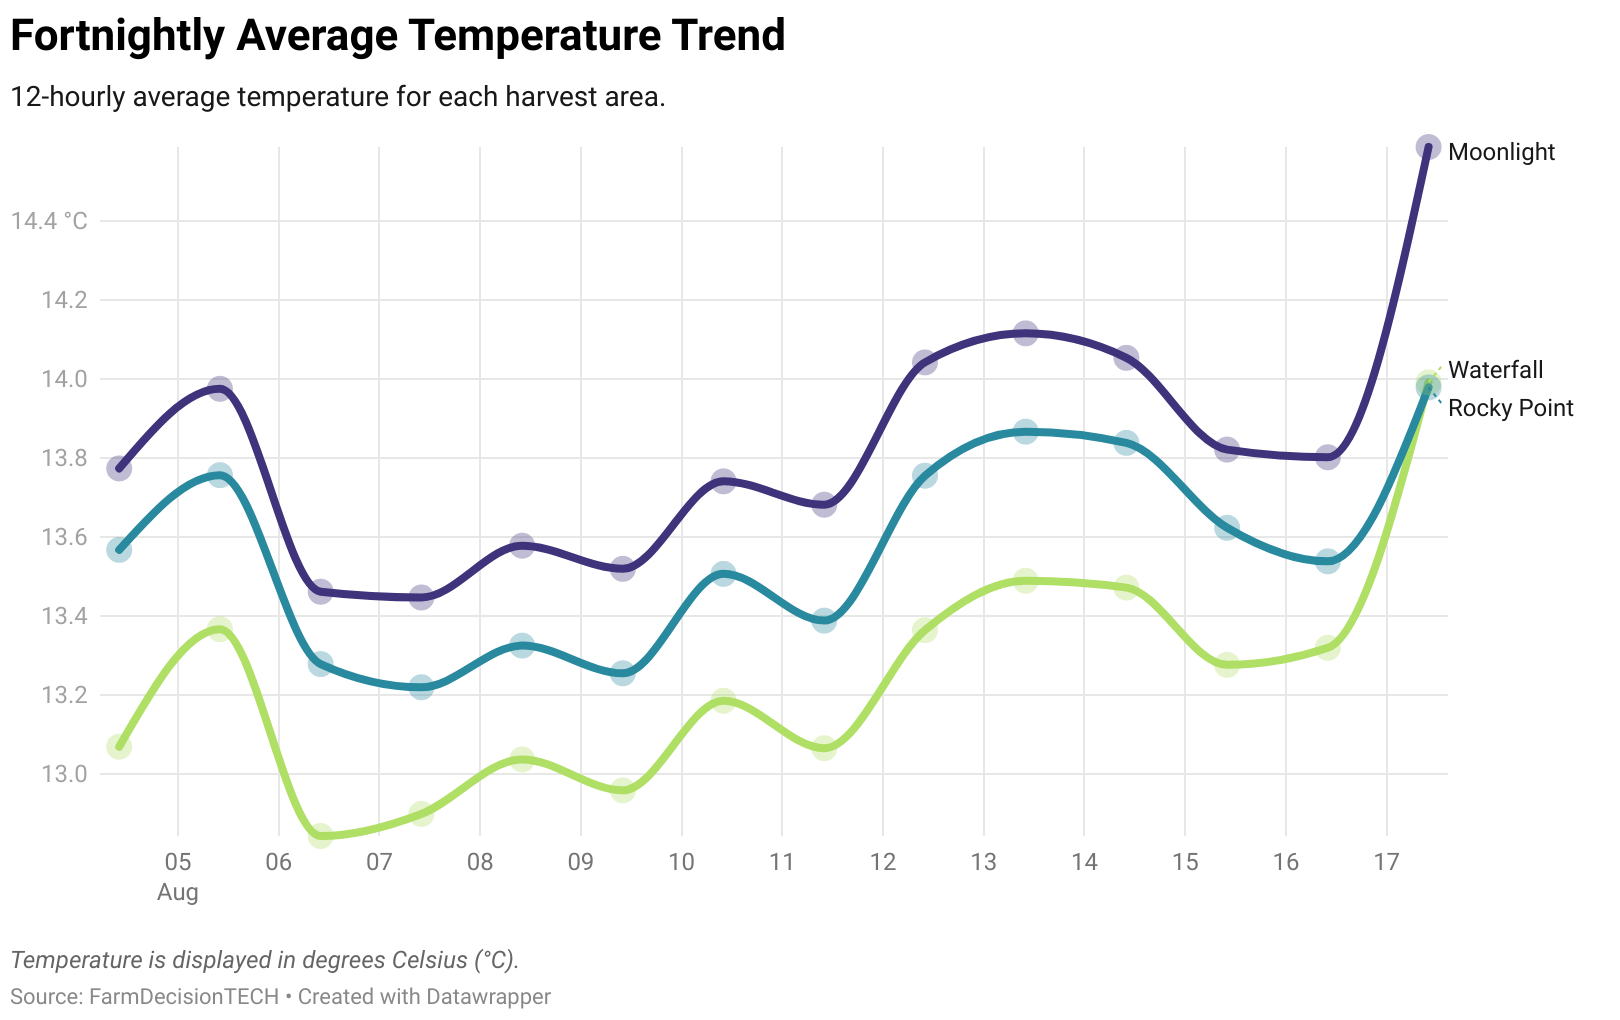 Fortnightly Average Temperature Trend
12-hourly average temperature for each harvest area.
Moonlight
14.4 °C
14.2
14.0
Waterfall
Rocky Point
13.8
13.6
13.4
13.2
13.0
05 06 07 08 09 10 11 12 13 14 15 16 17
Aug
Temperature is displayed in degrees Celsius (°C).
Source: FarmDecisionTECH • Created with Datawrapper